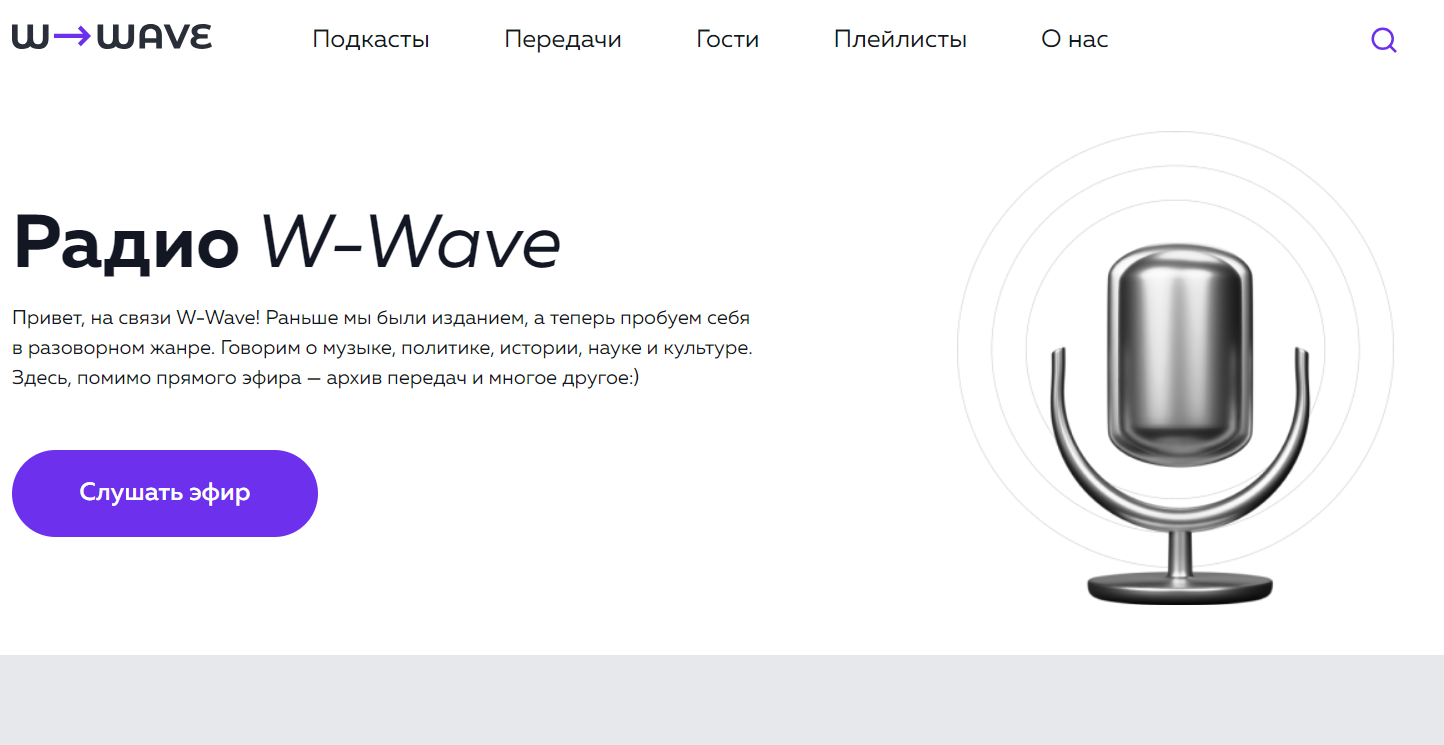 W→WAVE
Подкасты
Передачи
Гости
Плейлисты
О нас
Радио W-Wave
Привет, на связи W-Wave! Раньше мы были изданием, а теперь пробуем себя
в разоворном жанре. Говорим о музыке, политике, истории, науке и культуре.
Здесь, помимо прямого эфира — архив передач и многое другое:)
Слушать эфир